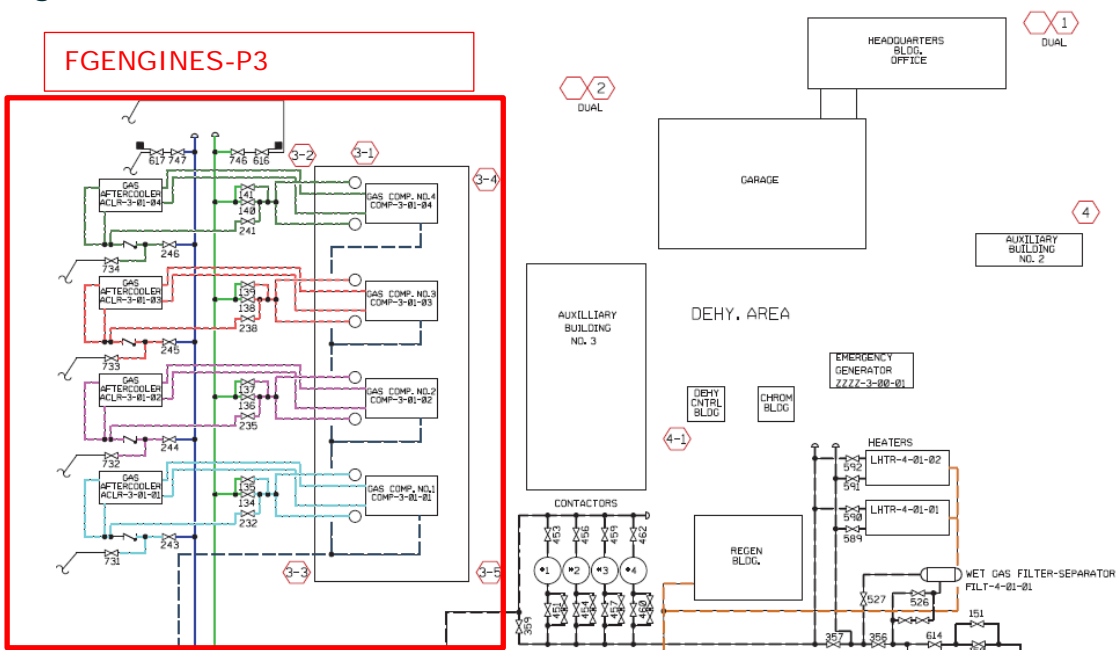 FGENGINES-P3
HEADQUARTERS
BLDG.
OFFICE
1
DUAL
2
DUAL
GARAGE
4
AUXILIARY
BUILDING
NO. 2
617 747
746 616
3-2
3-1
3-4
GAS
AFTERCOOLER
ACLR-3-01-04
141
140
241
GAS COMP. NO.4
COMP-3-01-04
246
734
GAS
AFTERCOOLER
ACLR-3-01-03
139
138
238
GAS COMP. NO.3
COMP-3-01-03
245
733
GAS
AFTERCOOLER
ACLR-3-01-02
137
136
235
GAS COMP. NO.2
COMP-3-01-02
244
732
GAS
AFTERCOOLER
ACLR-3-01-01
135
134
232
GAS COMP. NO.1
COMP-3-01-01
243
731
3-3
3-5
AUXILLIARY
BUILDING
NO. 3
DEHY. AREA
EMERGENCY
GENERATOR
ZZZZ-3-00-01
DEHY
CNTRL
BLDG
CHROM
BLDG
4-1
HEATERS
592
LHTR-4-01-02
591
590
LHTR-4-01-01
589
CONTACTORS
453
456
459
462
#1
#2
#3
#4
451
454
457
460
359
REGEN
BLDG.
WET GAS FILTER-SEPARATOR
FILT-4-01-01
527
526
151
357
356
614